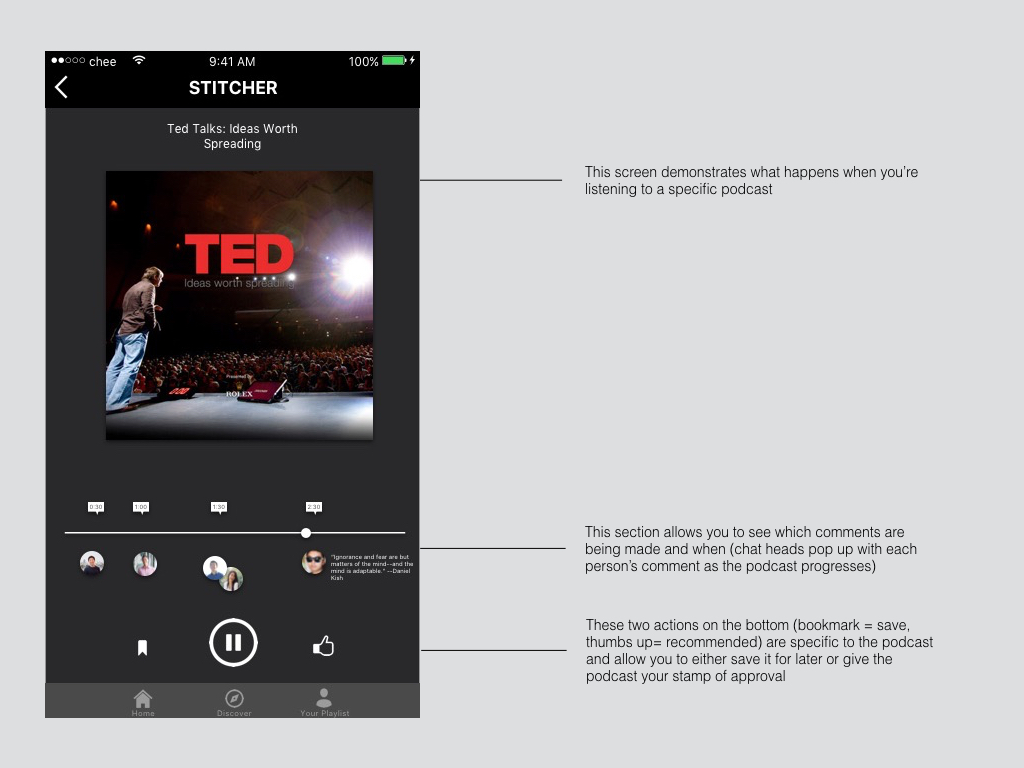 chee
9:41 AM
100%
STITCHER
Ted Talks: Ideas Worth
Spreading
TED
Ideas worth spreading
Presented by
ROLEX
This screen demonstrates what happens when you’re
listening to a specific podcast
0:30
1:00
1:30
2:30
"Ignorance and fear are but
matters of the mind--and the
mind is adaptable." --Daniel
Kish
This section allows you to see which comments are
being made and when (chat heads pop up with each
person’s comment as the podcast progresses)
These two actions on the bottom (bookmark = save,
thumbs up= recommended) are specific to the podcast
and allow you to either save it for later or give the
podcast your stamp of approval
Home
Discover
Your Playlist